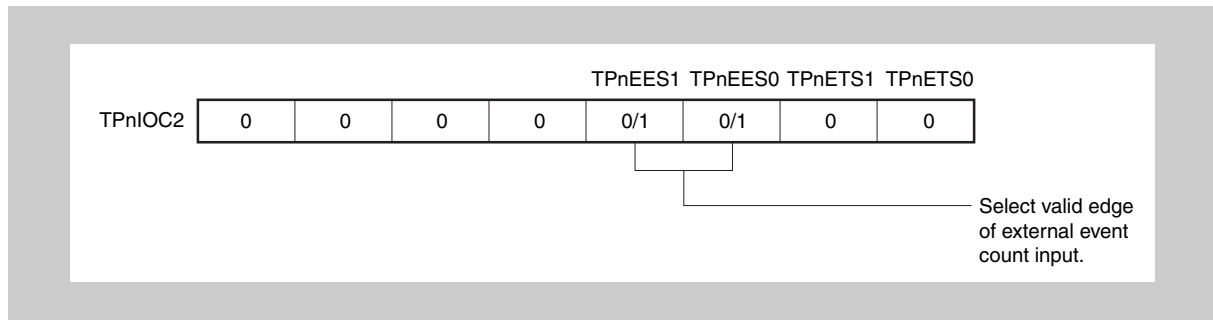 TPnEES1 TPnEES0 TPnETS1 TPnETS0
TPnIOC2 0 0 0 0 0/1 0/1 0 0
Select valid edge
of external event
count input.